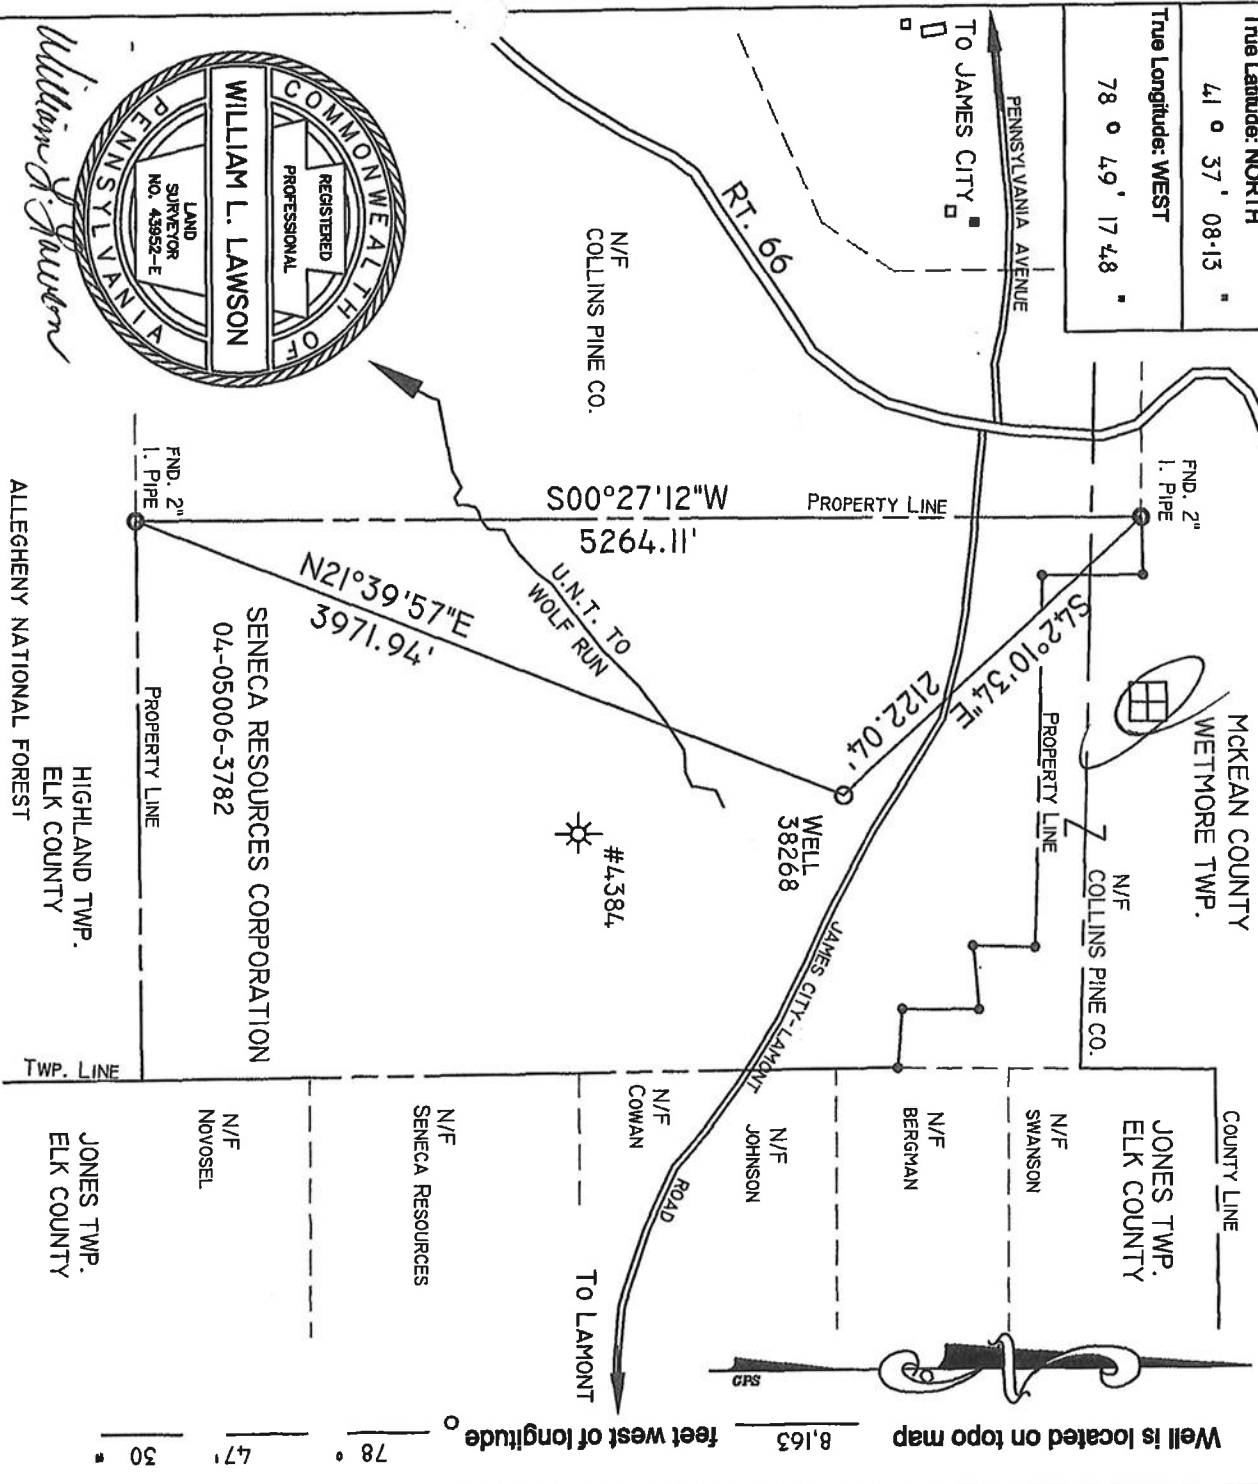 True Latitude: NORTH
41 ° 37 ' 08.13 "
True Longitude: WEST
78 ° 49 ' 17.48 "
TO JAMES CITY
PENNSYLVANIA AVENUE
RT. 66
N/F
COLLINS PINE CO.
COMMONWEALTH OF
REGISTERED
PROFESSIONAL
WILLIAM L. LAWSON
LAND
SURVEYOR
NO. 43952-E
PENNSYLVANIA
William L. Lawson
FND. 2"
I. PIPE
FND. 2"
I. PIPE
S00°27'12"W
5264.11'
PROPERTY LINE
N21°39'57"E
3971.94'
U.N.T. TO
WOLF RUN
S42°10'34"E
2122.04'
McKEAN COUNTY
WETMORE TWP.
PROPERTY LINE
N/F
COLLINS PINE CO.
7
WELL
38268
#4384
SENECA RESOURCES CORPORATION
04-05006-3782
PROPERTY LINE
HIGHLAND TWP.
ELK COUNTY
ALLEGHENY NATIONAL FOREST
JAMES CITY-LAMONT
ROAD
TO LAMONT
TWP. LINE
COUNTY LINE
JONES TWP.
ELK COUNTY
N/F
SWANSON
N/F
BERGMAN
N/F
JOHNSON
N/F
COWAN
N/F
SENECA RESOURCES
N/F
NOVOSEL
JONES TWP.
ELK COUNTY
GPS
Well is located on topo map 8,163 feet west of longitude 78 ° 47' 30 "